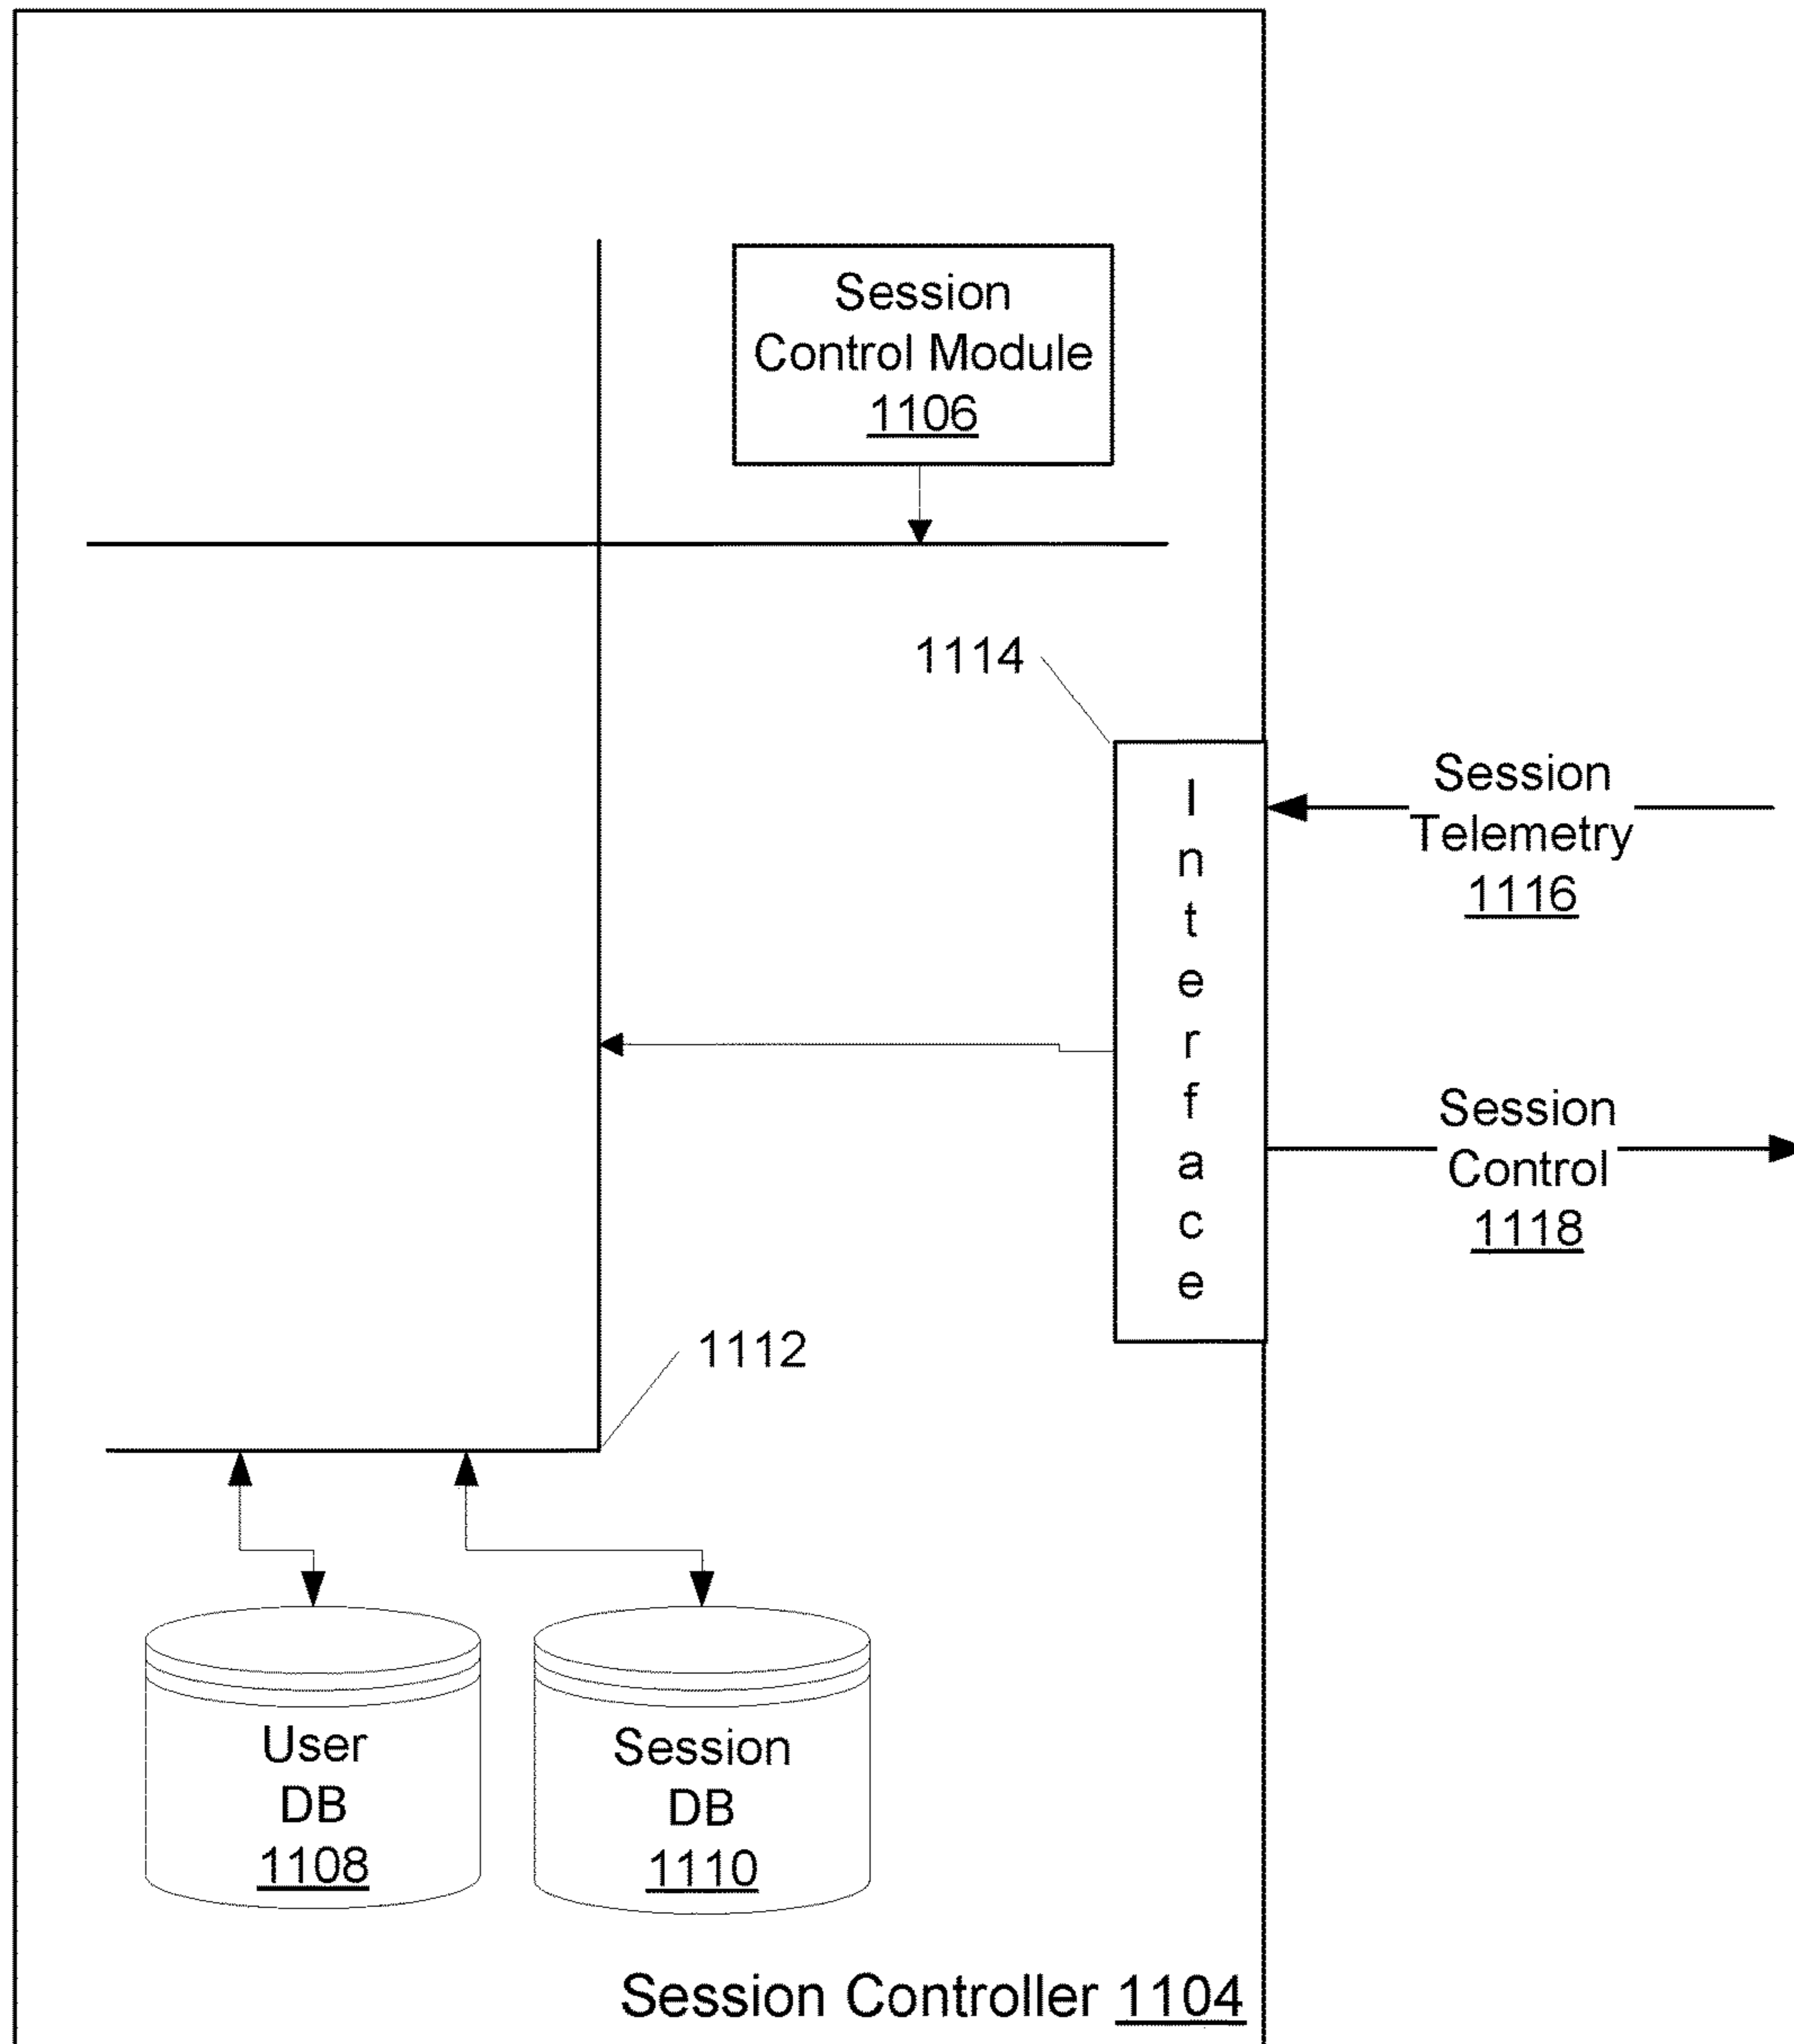 Session
Control Module
1106
1114
Interface
Session
Telemetry
1116
Session
Control
1118
1112
User
DB
1108
Session
DB
1110
Session Controller 1104